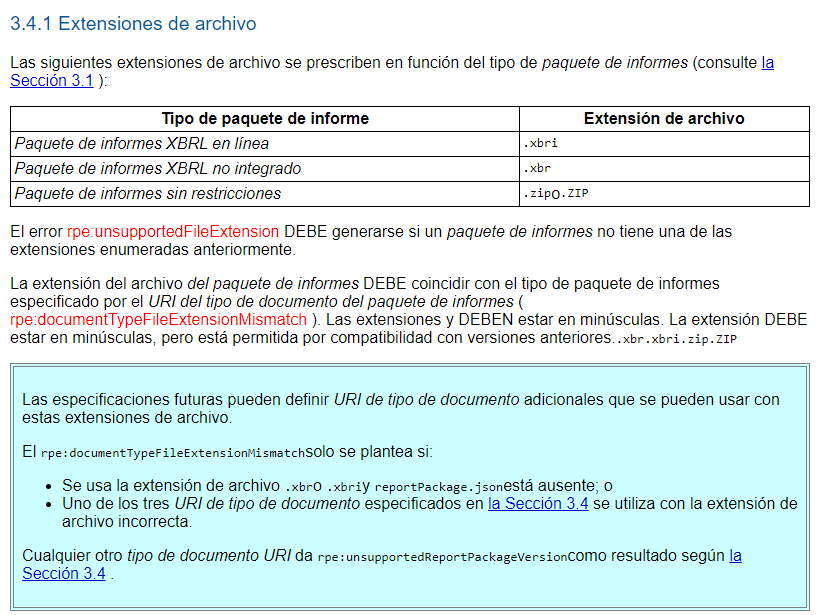 3.4.1 Extensiones de archivo
Las siguientes extensiones de archivo se prescriben en función del tipo de paquete de informes (consulte la
Sección 3.1 ):
Tipo de paquete de informe Extensión de archivo
Paquete de informes XBRL en línea .xbri
Paquete de informes XBRL no integrado .xbr
Paquete de informes sin restricciones .zipo.ZIP
El error rpe:unsupportedFileExtension DEBE generarse si un paquete de informes no tiene una de las
extensiones enumeradas anteriormente.
La extensión del archivo del paquete de informes DEBE coincidir con el tipo de paquete de informes
especificado por el URI del tipo de documento del paquete de informes (
rpe:documentTypeFileExtensionMismatch ). Las extensiones y DEBEN estar en minúsculas. La extensión DEBE
estar en minúsculas, pero está permitida por compatibilidad con versiones anteriores..xbr.xbri.zip.ZIP
Las especificaciones futuras pueden definir URI de tipo de documento adicionales que se pueden usar con
estas extensiones de archivo.
El rpe:documentTypeFileExtensionMismatchsolo se plantea si:
• Se usa la extensión de archivo .xbro .xbriy reportPackage.jsonestá ausente; o
• Uno de los tres URI de tipo de documento especificados en la Sección 3.4 se utiliza con la extensión de
archivo incorrecta.
Cualquier otro tipo de documento URI da rpe:unsupportedReportPackageVersioncomo resultado según la
Sección 3.4 .